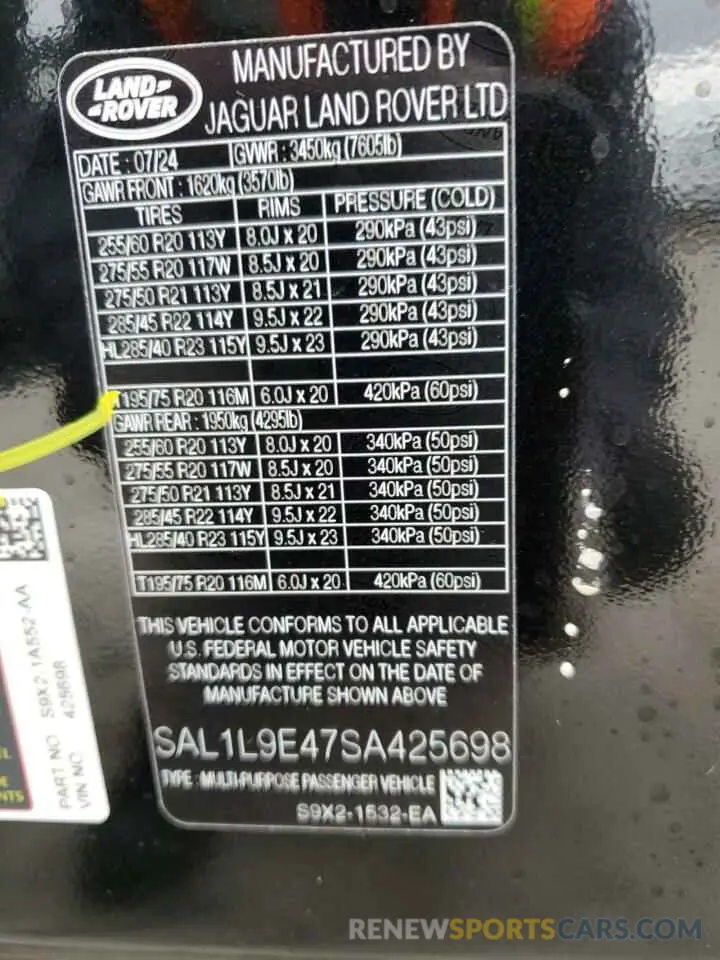 LAND
ROVER
MANUFACTURED BY
JAGUAR LAND ROVER LTD
DATE : 07/24 GVWR : 3450kg (7605lb)
GAWR FRONT : 1620kg (3570lb)
TIRES RIMS PRESSURE (COLD)
255/60 R20 113Y 8.0J x 20 290kPa (43psi)
275/55 R20 117W 8.5J x 20 290kPa (43psi)
275/50 R21 113Y 8.5J x 21 290kPa (43psi)
285/45 R22 114Y 9.5J x 22 290kPa (43psi)
HL285/40 R23 115Y 9.5J x 23 290kPa (43psi)
T195/75 R20 116M 6.0J x 20 420kPa (60psi)
GAWR REAR : 1950kg (4295lb)
255/60 R20 113Y 8.0J x 20 340kPa (50psi)
275/55 R20 117W 8.5J x 20 340kPa (50psi)
275/50 R21 113Y 8.5J x 21 340kPa (50psi)
285/45 R22 114Y 9.5J x 22 340kPa (50psi)
HL285/40 R23 115Y 9.5J x 23 340kPa (50psi)
T195/75 R20 116M 6.0J x 20 420kPa (60psi)
THIS VEHICLE CONFORMS TO ALL APPLICABLE
U.S. FEDERAL MOTOR VEHICLE SAFETY
STANDARDS IN EFFECT ON THE DATE OF
MANUFACTURE SHOWN ABOVE
SAL1L9E47SA425698
TYPE : MULTI-PURPOSE PASSENGER VEHICLE
S9X2-1532-EA
PART NO S9X2 1A552 AA
VIN NO. 425698
RENEWSPORTSCARS.COM